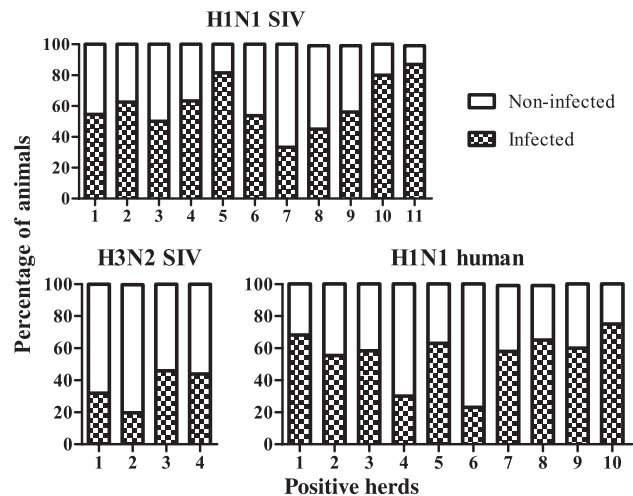 H1N1 SIV
Percentage of animals
100
80
60
40
20
0
1 2 3 4 5 6 7 8 9 10 11
Non-infected
Infected
H3N2 SIV
100
80
60
40
20
0
1 2 3 4
H1N1 human
100
80
60
40
20
0
1 2 3 4 5 6 7 8 9 10
Positive herds